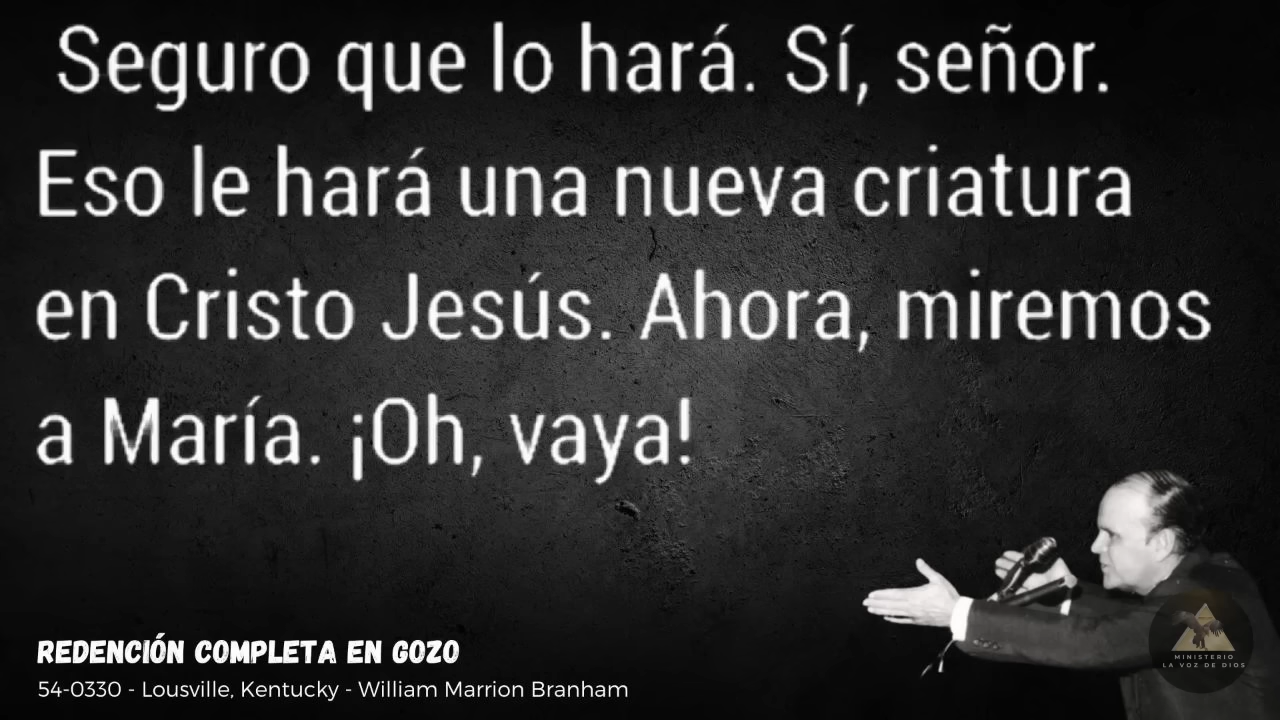 Seguro que lo hará. Sí, señor.
Eso le hará una nueva criatura
en Cristo Jesús. Ahora, miremos
a María. ¡Oh, vaya!
REDENCIÓN COMPLETA EN GOZO
54-0330 - Lousville, Kentucky - William Marrion Branham
MINISTERIO
LA VOZ DE DIOS